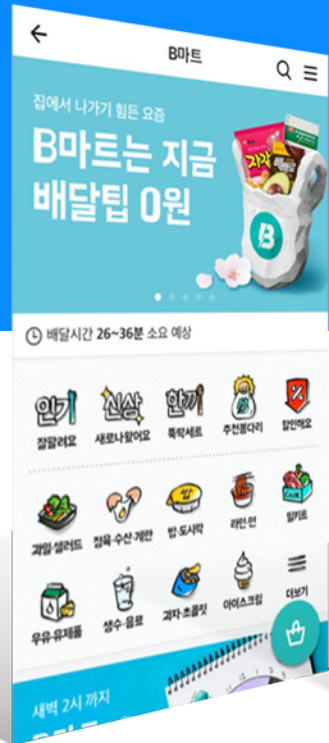 B마트
집에서 나가기 힘든 요즘
B마트는 지금
배달팁 0원
배달시간 26~36분 소요 예상
인기 신상 한끼
잘팔려요 새로나왔어요 뚝딱세트 추천봉다리 할인해요
과일·샐러드 정육·수산·계란 밥·도시락 라면·면 밀키트
우유·유제품 생수·음료 과자·초콜릿 아이스크림 더보기
새벽 2시 까지